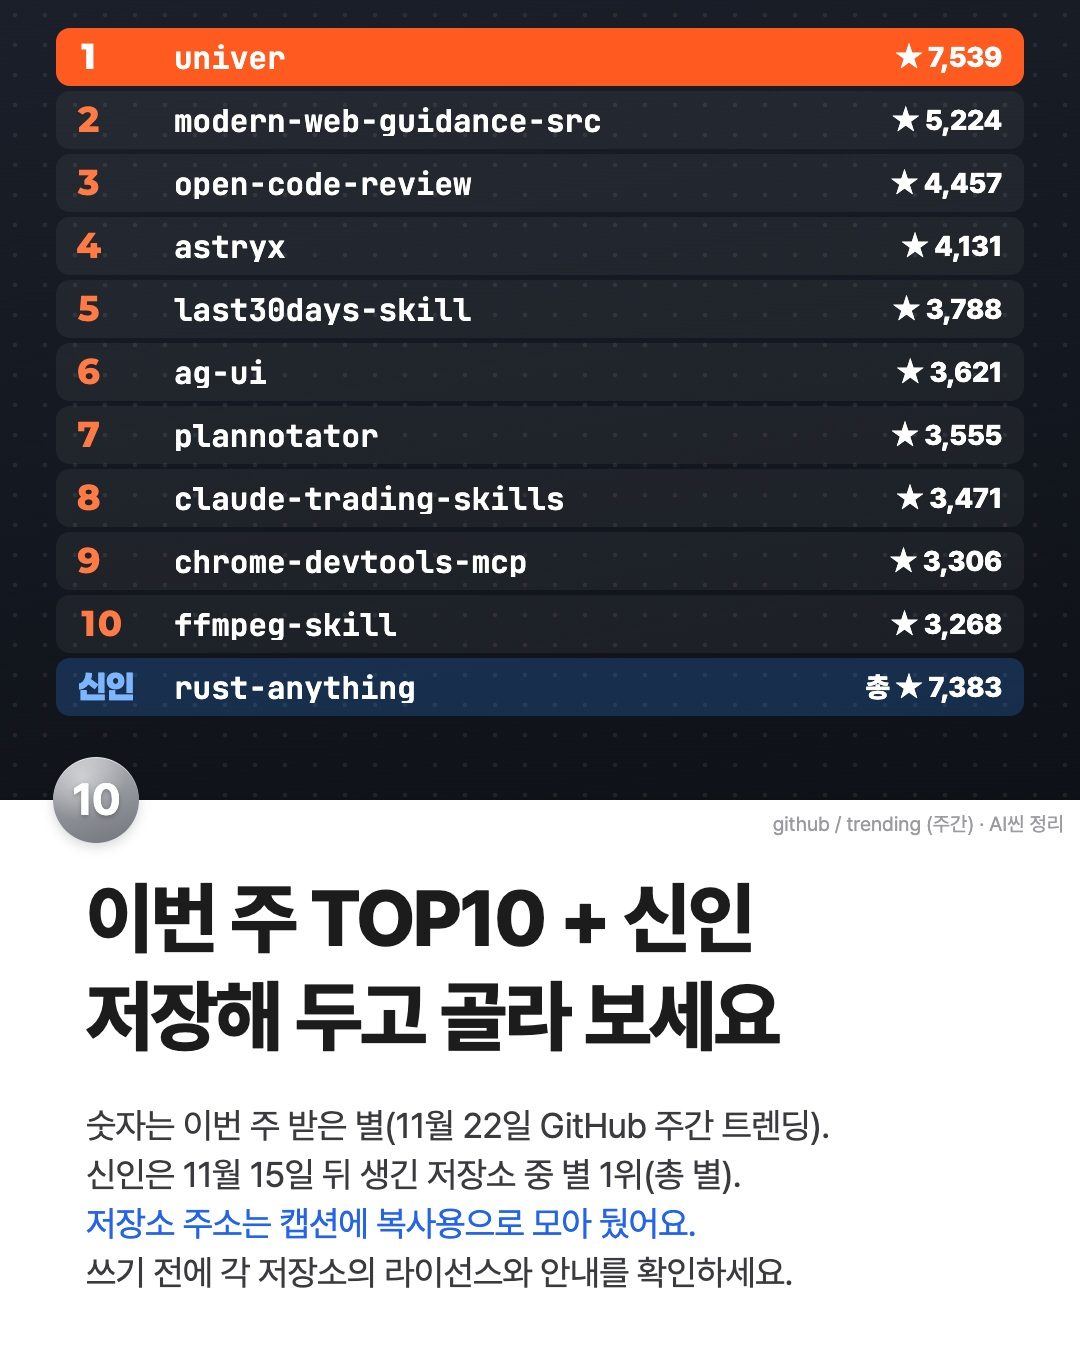 1 univer ★ 7,539
2 modern-web-guidance-src ★ 5,224
3 open-code-review ★ 4,457
4 astryx ★ 4,131
5 last30days-skill ★ 3,788
6 ag-ui ★ 3,621
7 plannotator ★ 3,555
8 claude-trading-skills ★ 3,471
9 chrome-devtools-mcp ★ 3,306
10 ffmpeg-skill ★ 3,268
신인 rust-anything 총 ★ 7,383
10
github / trending (주간) · AI씬 정리
이번 주 TOP10 + 신인
저장해 두고 골라 보세요
숫자는 이번 주 받은 별(11월 22일 GitHub 주간 트렌딩).
신인은 11월 15일 뒤 생긴 저장소 중 별 1위(총 별).
저장소 주소는 캡션에 복사용으로 모아 뒀어요.
쓰기 전에 각 저장소의 라이선스와 안내를 확인하세요.